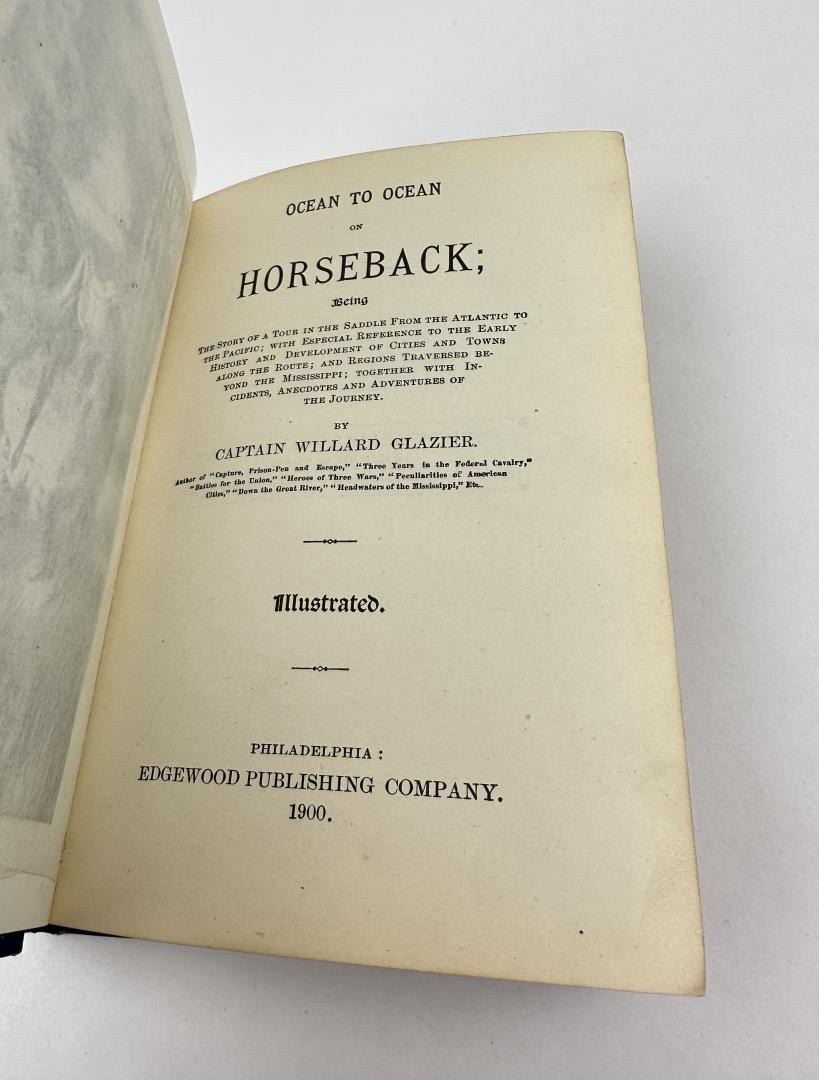 OCEAN TO OCEAN
ON
HORSEBACK;
Being
THE STORY OF A TOUR IN THE SADDLE FROM THE ATLANTIC TO
THE PACIFIC; WITH ESPECIAL REFERENCE TO THE EARLY
HISTORY AND DEVELOPMENT OF CITIES AND TOWNS
ALONG THE ROUTE; AND REGIONS TRAVERSED BE-
YOND THE MISSISSIPPI; TOGETHER WITH IN-
CIDENTS, ANECDOTES AND ADVENTURES OF
THE JOURNEY.
BY
CAPTAIN WILLARD GLAZIER.
Author of "Capture, Prison-Pen and Escape," "Three Years in the Federal Cavalry,"
"Battles for the Union," "Heroes of Three Wars," "Peculiarities of American
Cities," "Down the Great River," "Headwaters of the Mississippi," Etc.
Illustrated.
PHILADELPHIA:
EDGEWOOD PUBLISHING COMPANY.
1900.